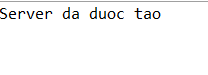 Server da duoc tao